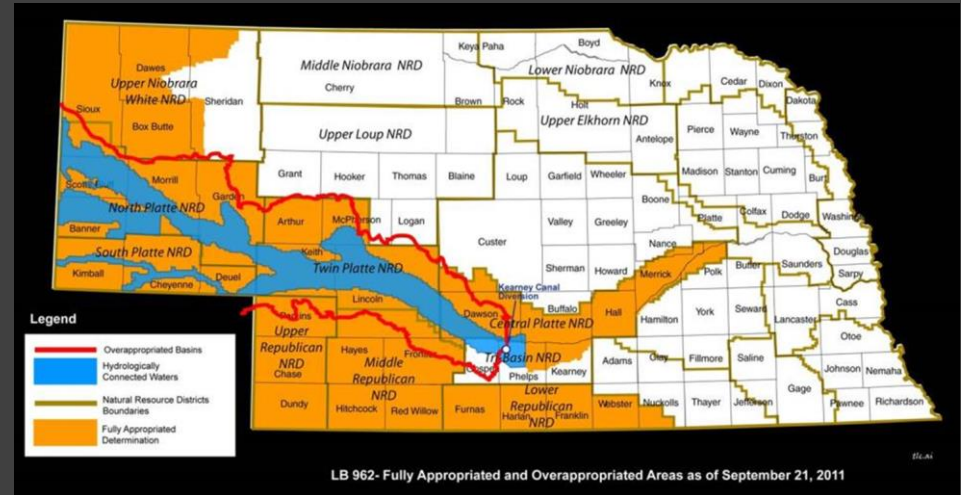 Keya Paha
Boyd
Dawes
Middle Niobrara NRD
Lower Niobrara NRD
Cedar
Dixon
Upper Niobrara
White NRD
Cherry
Knox
Dakota
Sioux
Sheridan
Brown
Rock
Holt
Box Butte
Upper Elkhorn NRD
Pierce
Wayne
Thurston
Upper Loup NRD
Antelope
Grant
Hooker
Thomas
Blaine
Loup
Garfield
Wheeler
Madison
Stanton
Cuming
Burt
Morrill
Garden
Boone
North Platte NRD
Arthur
McPherson
Logan
Valley
Greeley
Platte
Colfax
Dodge
Banner
Custer
Nance
Douglas
South Platte NRD
Keith
Twin Platte NRD
Sherman
Howard
Merrick
Polk
Butler
Saunders
Sarpy
Kimball
Cheyenne
Deuel
Kearney Canal
Diversion
Lincoln
Buffalo
Cass
Dawson
Hall
Hamilton
York
Seward
Lancaster
Central Platte NRD
Otoe
Upper
Republican
NRD
Hayes
Frontier
Tri Basin NRD
Adams
Clay
Fillmore
Saline
Johnson
Nemaha
Chase
Middle
Republican
NRD
Gosper
Phelps
Kearney
Gage
Lower
Republican
NRD
Dundy
Hitchcock
Red Willow
Furnas
Harlan
Franklin
Webster
Nuckolls
Thayer
Jefferson
Pawnee
Richardson
Legend
Overappropriated Basins
Hydrologically
Connected Waters
Natural Resource Districts
Boundaries
Fully Appropriated
Determination
LB 962- Fully Appropriated and Overappropriated Areas as of September 21, 2011
tlc.ai